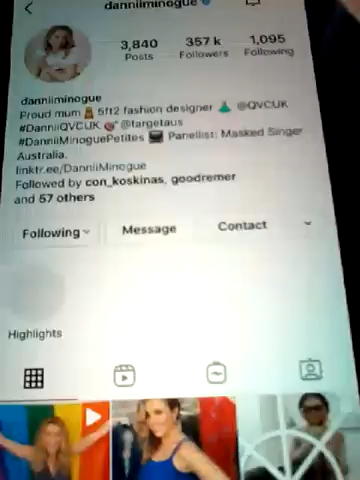 danniiminogue
3,840 357 k 1,095
Posts Followers Following
danniiminogue
Proud mum 5ft2 fashion designer @QVCUK
#DanniiQVCUK @targetaus
#DanniiMinoguePetites Panellist: Masked Singer
Australia.
linktr.ee/DanniiMinogue
Followed by con_koskinas, goodremer
and 57 others
Following Message Contact
Highlights